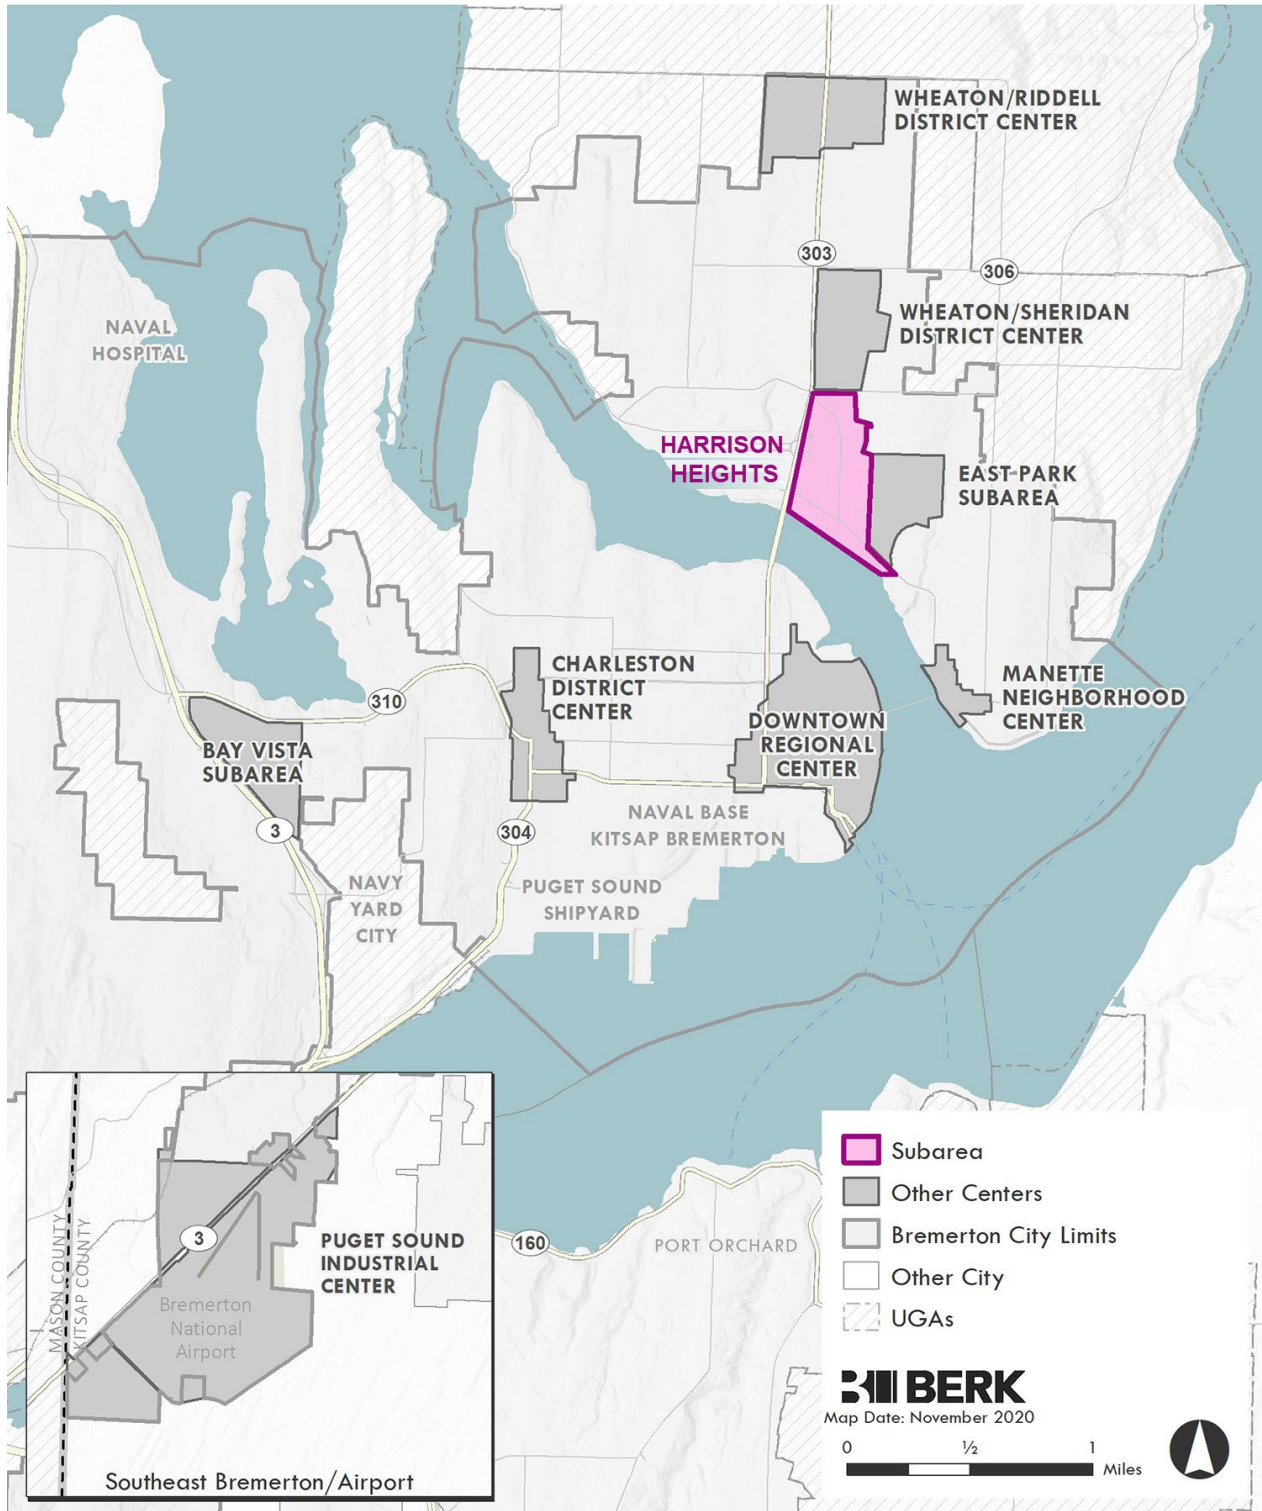 WHEATON/RIDDELL
DISTRICT CENTER
303
306
WHEATON/SHERIDAN
DISTRICT CENTER
NAVAL
HOSPITAL
HARRISON
HEIGHTS
EAST PARK
SUBAREA
CHARLESTON
DISTRICT
CENTER
MANETTE
NEIGHBORHOOD
CENTER
310
DOWNTOWN
REGIONAL
CENTER
BAY VISTA
SUBAREA
3
304
NAVAL BASE
KITSAP BREMERTON
NAVY
YARD
CITY
PUGET SOUND
SHIPYARD
MASON COUNTY
KITSAP COUNTY
3
PUGET SOUND
INDUSTRIAL
CENTER
Bremerton
National
Airport
Southeast Bremerton/Airport
160
PORT ORCHARD
Subarea
Other Centers
Bremerton City Limits
Other City
UGAs
BERK
Map Date: November 2020
0 ½ 1
Miles